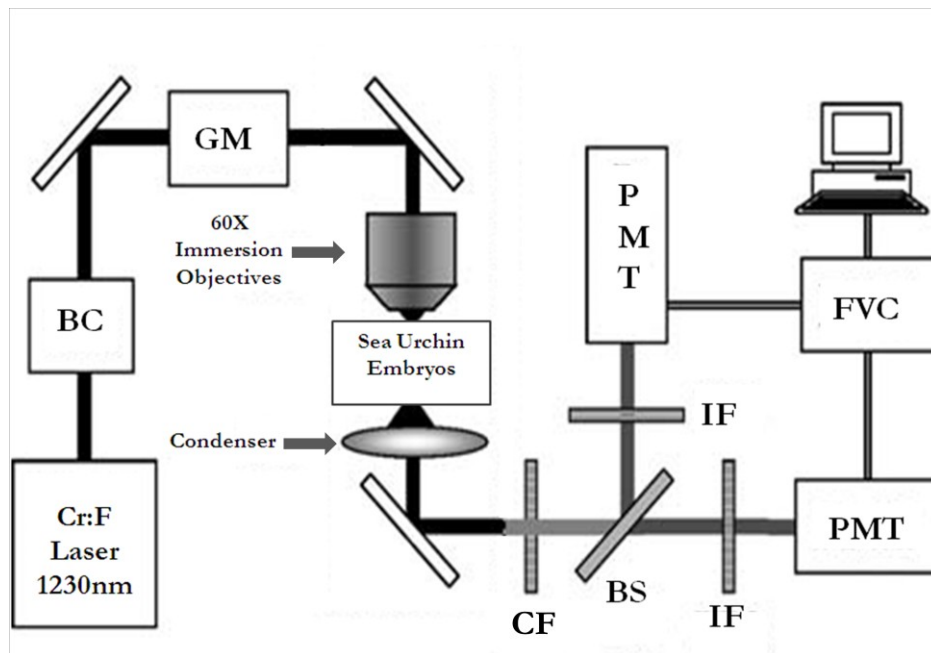 GM
60X
Immersion
Objectives
P
M
T
BC
Sea Urchin
Embryos
FVC
IF
Condenser
Cr:F
Laser
1230nm
PMT
BS
CF
IF